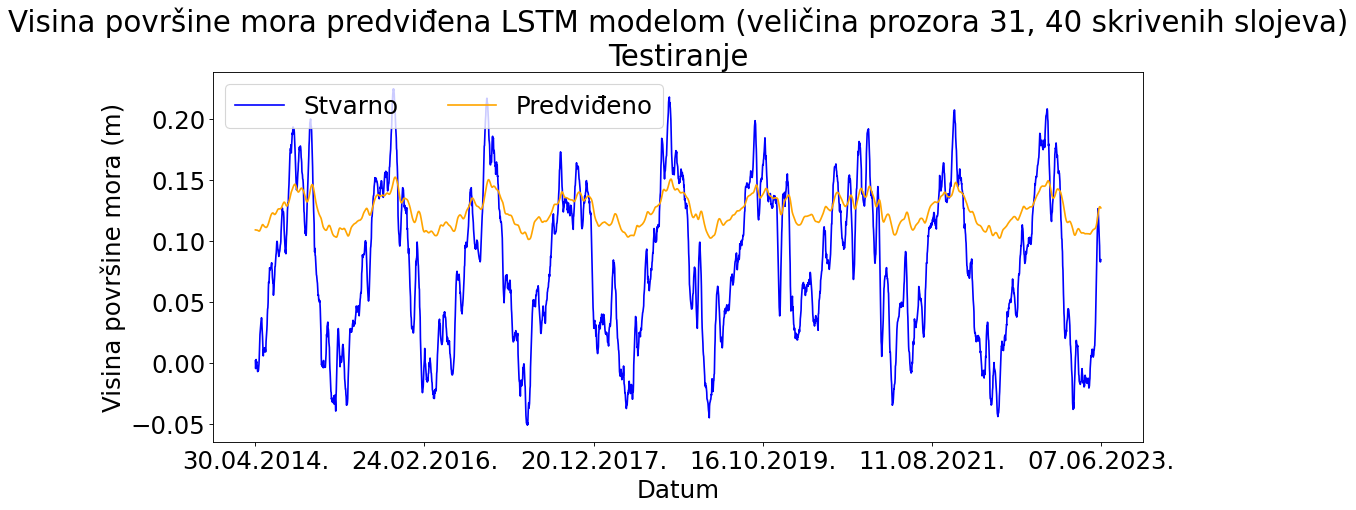 Visina površine mora predviđena LSTM modelom (veličina prozora 31, 40 skrivenih slojeva)
Testiranje
Stvarno
Predviđeno
Visina površine mora (m)
0.20
0.15
0.10
0.05
0.00
−0.05
30.04.2014.
24.02.2016.
20.12.2017.
16.10.2019.
11.08.2021.
07.06.2023.
Datum